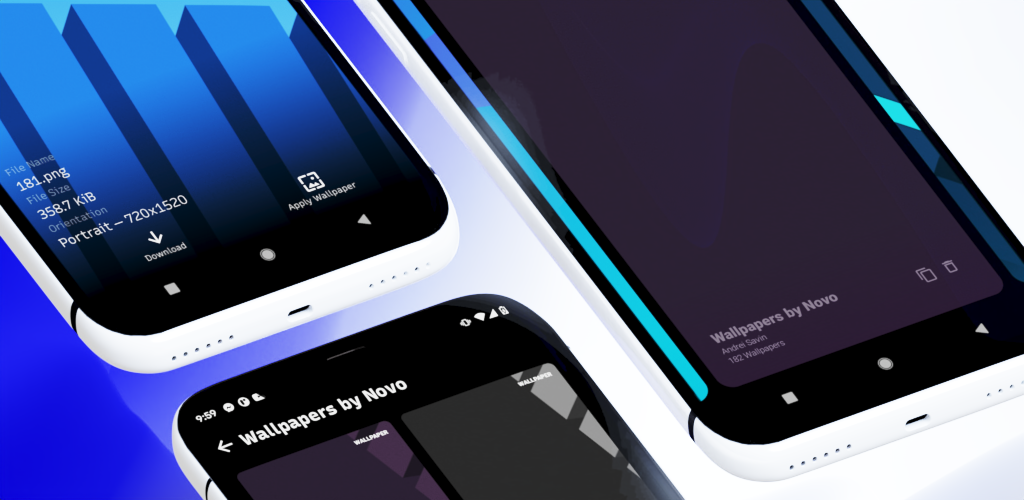 File Name
181.png
File Size
358.7 KiB
Orientation
Portrait – 720x1520
Download
Apply Wallpaper
9:59
Wallpapers by Novo
WALLPAPER
WALLPAPER
Wallpapers by Novo
Andrei Savin
182 Wallpapers